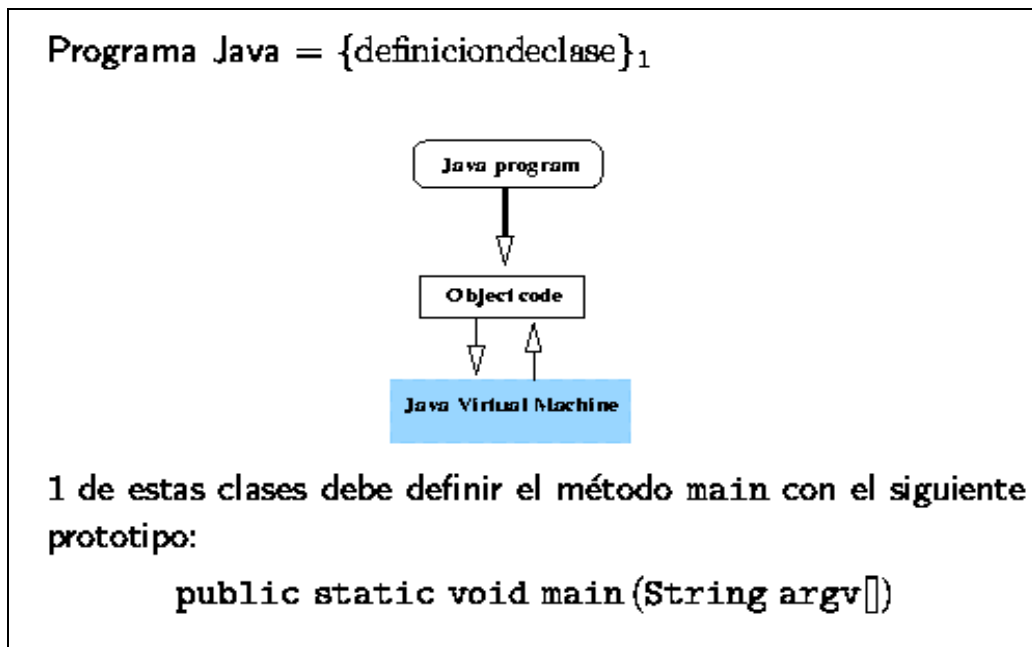 Programa Java = {definiciondeclase}₁
Java program
Object code
Java Virtual Machine
1 de estas clases debe definir el método main con el siguiente
prototipo:
public static void main (String argv[])